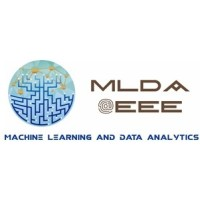 MLDA
@EEE
MACHINE LEARNING AND DATA ANALYTICS